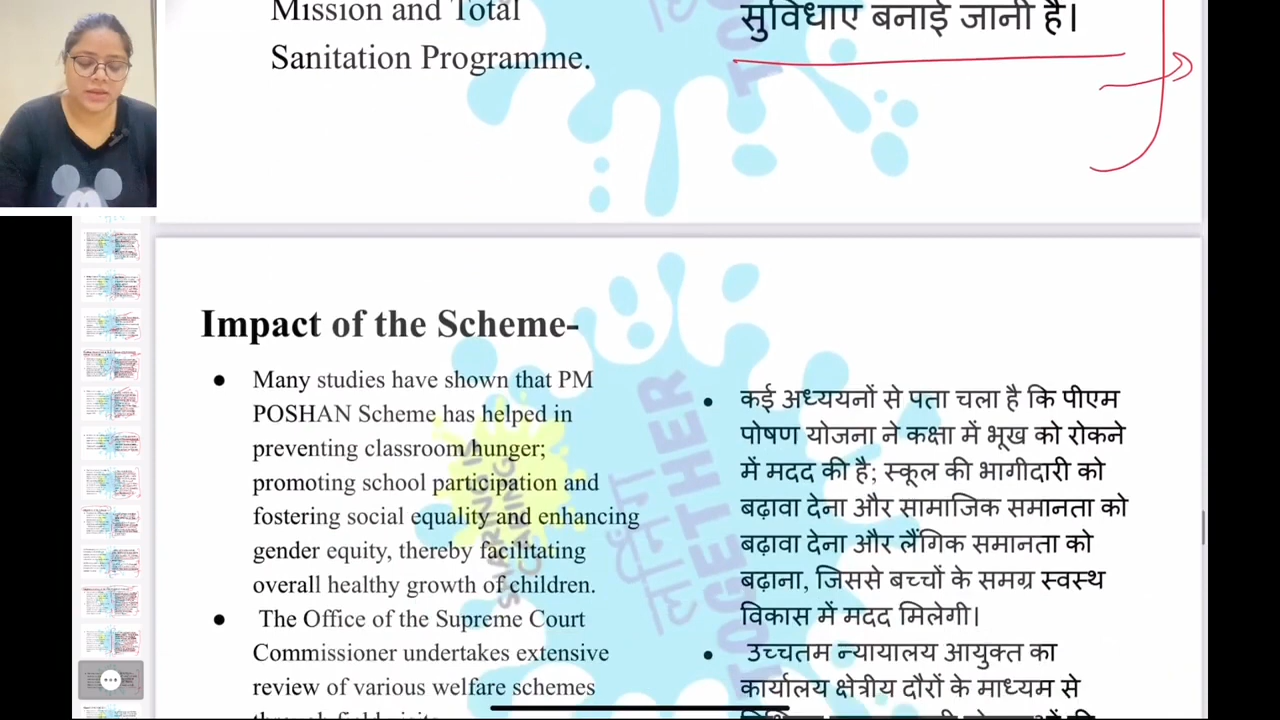 Mission and Total
Sanitation Programme.
सुविधाएं बनाई जानी हैं।
Impact of the Scheme-
● Many studies have shown that PM
POSHAN Scheme has helped in
preventing classroom hunger;
promoting school participation and
fostering social equality and enhancing
gender equity, thereby facilitating
overall healthy growth of children.
● The Office of the Supreme Court
Commissioner undertakes extensive
review of various welfare schemes
through field visits
• कई अध्ययनों से पता चला है कि पीएम
पोषण योजना ने कक्षा में भूख को रोकने
में मदद की है; स्कूल की भागीदारी को
बढ़ावा देना और सामाजिक समानता को
बढ़ावा देना और लैंगिक समानता को
बढ़ाना, जिससे बच्चों के समग्र स्वस्थ
विकास में मदद मिलेगी।
• उच्चतम न्यायालय आयुक्त का
कार्यालय क्षेत्रीय दौरों के माध्यम से